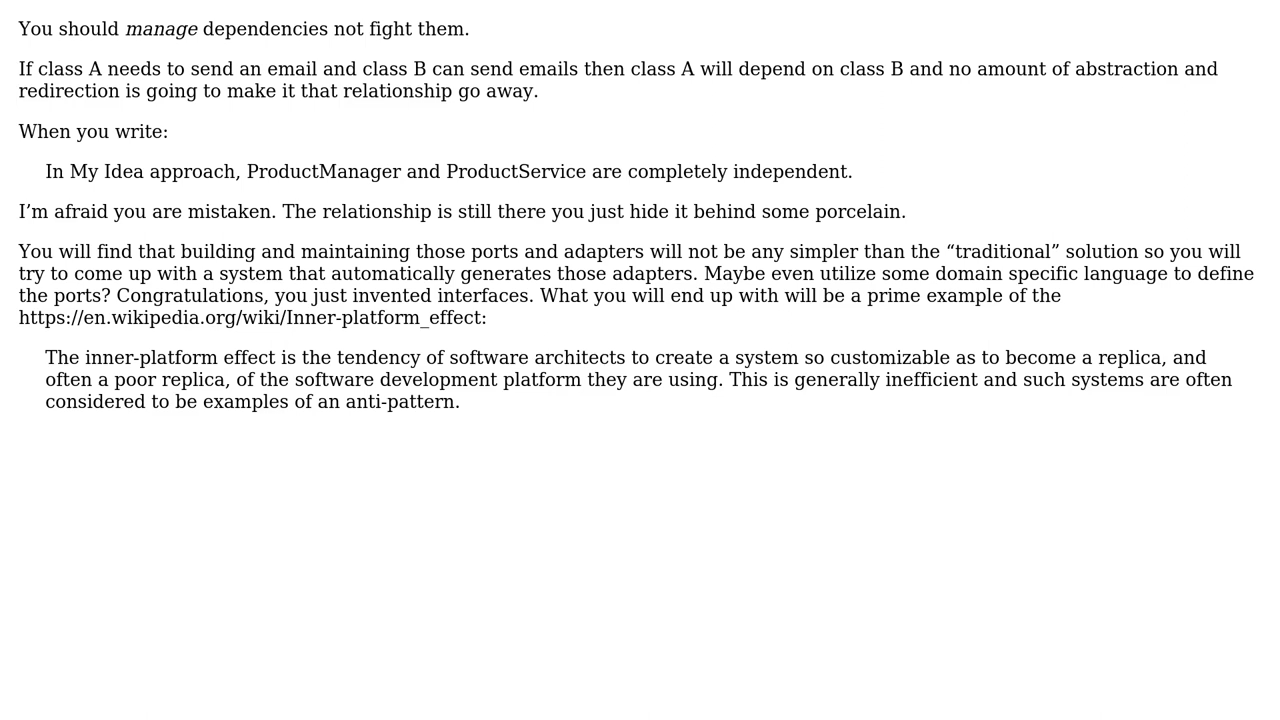 You should manage dependencies not fight them.
If class A needs to send an email and class B can send emails then class A will depend on class B and no amount of abstraction and
redirection is going to make it that relationship go away.
When you write:
In My Idea approach, ProductManager and ProductService are completely independent.
I’m afraid you are mistaken. The relationship is still there you just hide it behind some porcelain.
You will find that building and maintaining those ports and adapters will not be any simpler than the “traditional” solution so you will
try to come up with a system that automatically generates those adapters. Maybe even utilize some domain specific language to define
the ports? Congratulations, you just invented interfaces. What you will end up with will be a prime example of the
https://en.wikipedia.org/wiki/Inner-platform_effect:
The inner-platform effect is the tendency of software architects to create a system so customizable as to become a replica, and
often a poor replica, of the software development platform they are using. This is generally inefficient and such systems are often
considered to be examples of an anti-pattern.